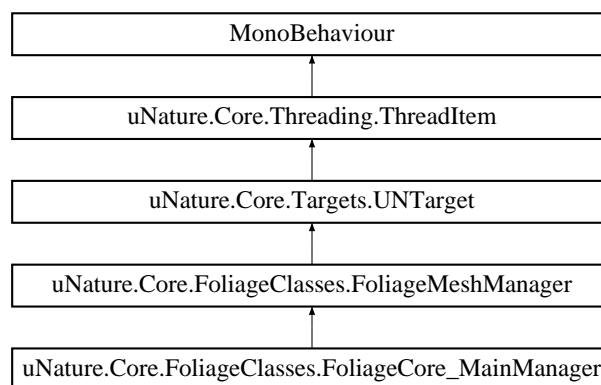 MonoBehaviour
uNature.Core.Threading.ThreadItem
uNature.Core.Targets.UNTarget
uNature.Core.FoliageClasses.FoliageMeshManager
uNature.Core.FoliageClasses.FoliageCore_MainManager